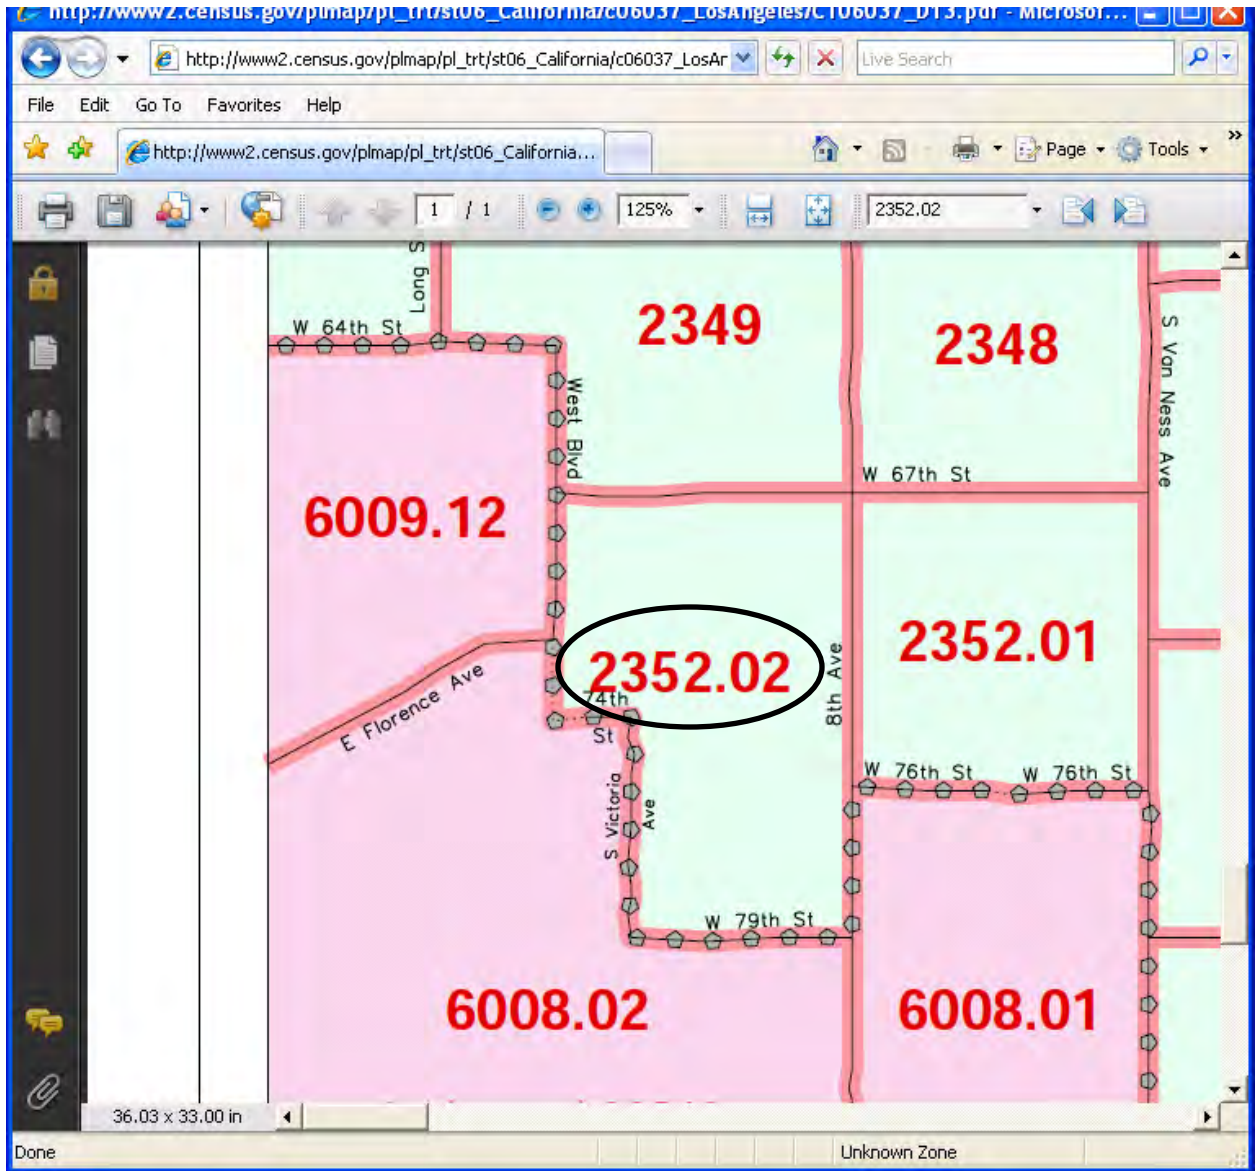 http://www2.census.gov/plmap/pl_trt/st06_California/c06037_LosAngeles/CT06037_D13.pdf - Microsof...
http://www2.census.gov/plmap/pl_trt/st06_California/c06037_LosAr
Live Search
File Edit Go To Favorites Help
http://www2.census.gov/plmap/pl_trt/st06_California...
Page Tools »
1 / 1 125% 2352.02
Long S
W 64th St
2349
2348
S Van Ness Ave
West Blvd
W 67th St
6009.12
2352.02
2352.01
E Florence Ave
74th St
8th Ave
W 76th St W 76th St
S Victoria Ave
W 79th St
6008.02
6008.01
36.03 x 33.00 in
Done Unknown Zone